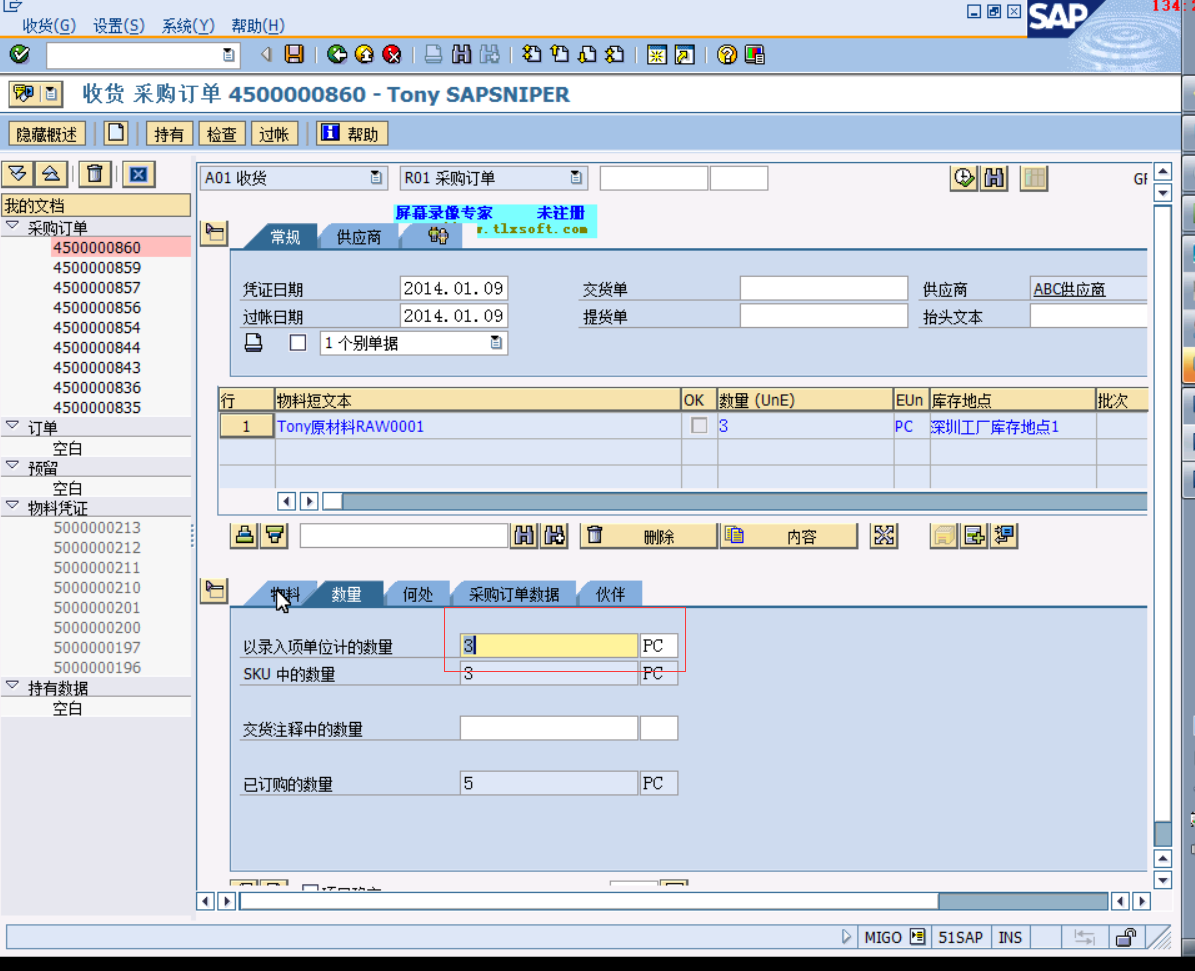 收货(G) 设置(S) 系统(Y) 帮助(H)
SAP
收货 采购订单 4500000860 - Tony SAPSNIPER
隐藏概述 持有 检查 过帐 帮助
A01 收货 R01 采购订单
我的文档
采购订单
4500000860
4500000859
4500000857
4500000856
4500000854
4500000844
4500000843
4500000836
4500000835
订单
空白
预留
空白
物料凭证
5000000213
5000000212
5000000211
5000000210
5000000201
5000000200
5000000197
5000000196
持有数据
空白
屏幕录像专家 未注册
r.tlxsoft.com
常规 供应商
凭证日期 2014.01.09 交货单 供应商 ABC供应商
过帐日期 2014.01.09 提货单 抬头文本
1 个别单据
行 物料短文本 OK 数量 (UnE) EUn 库存地点 批次
1 Tony原材料RAW0001 3 PC 深圳工厂库存地点1
删除 内容
物料 数量 何处 采购订单数据 伙伴
以录入项单位计的数量 3 PC
SKU 中的数量 3 PC
交货注释中的数量
已订购的数量 5 PC
MIGO 51SAP INS